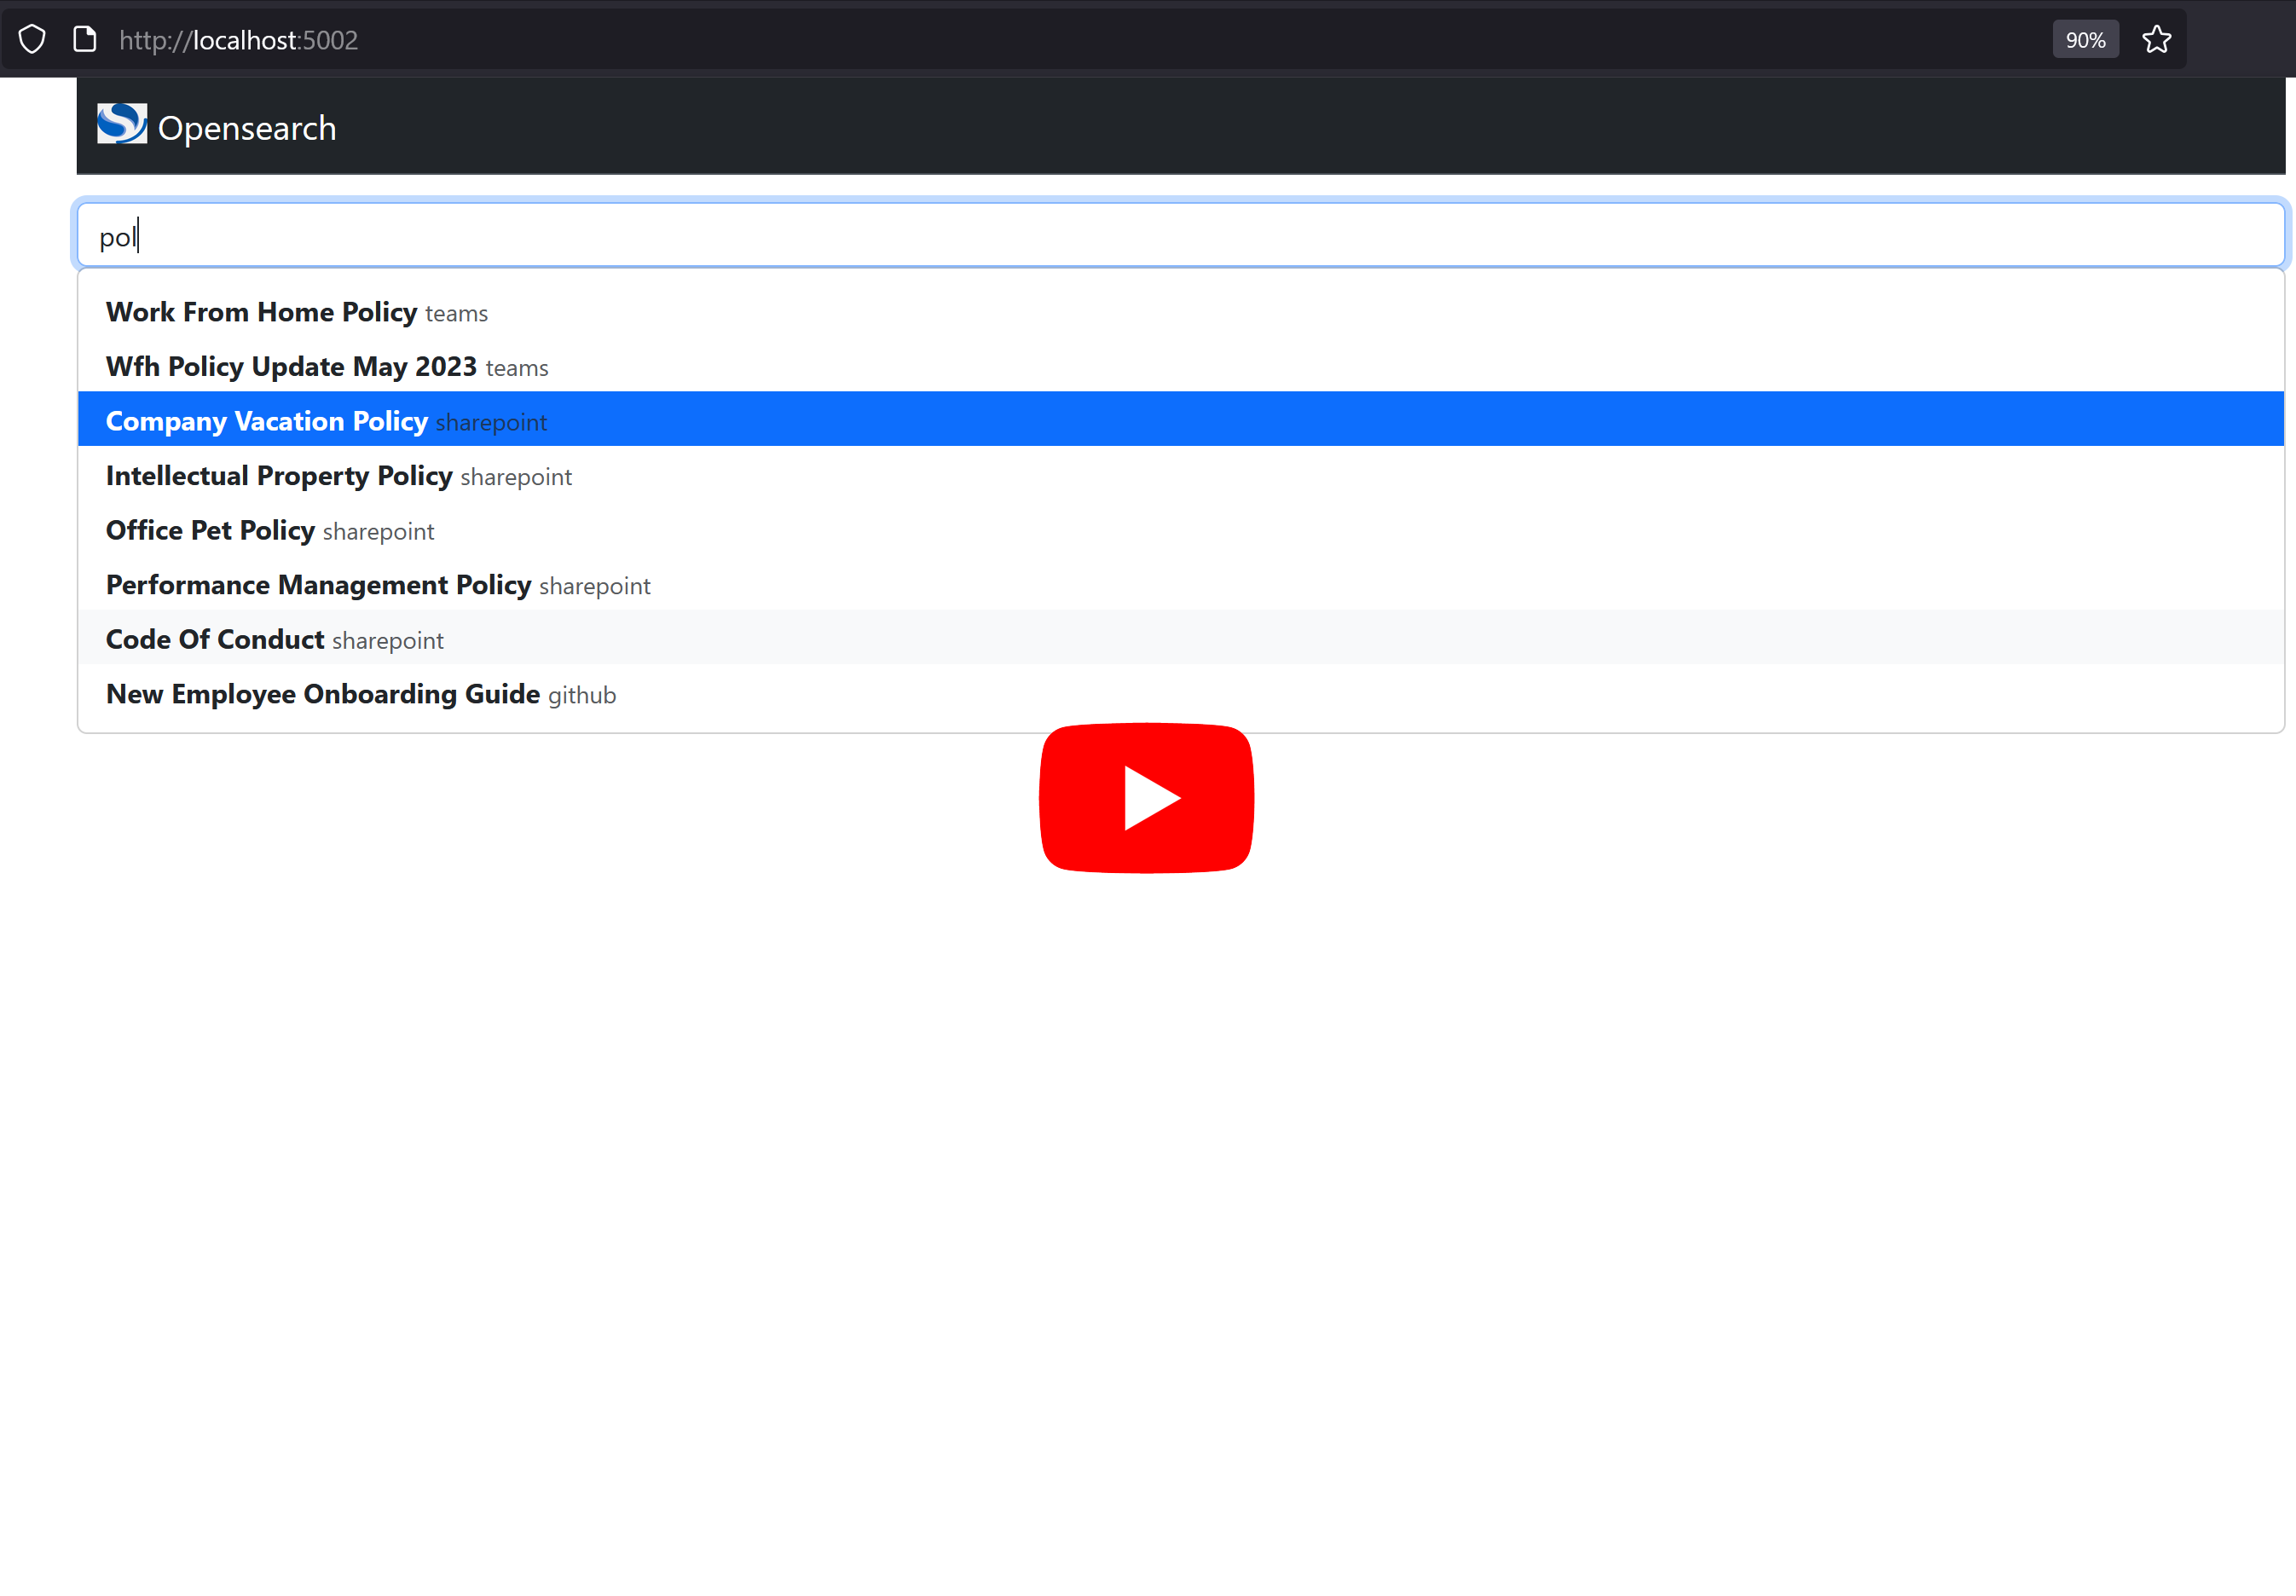 http://localhost:5002
90%
Opensearch
pol
Work From Home Policy teams
Wfh Policy Update May 2023 teams
Company Vacation Policy sharepoint
Intellectual Property Policy sharepoint
Office Pet Policy sharepoint
Performance Management Policy sharepoint
Code Of Conduct sharepoint
New Employee Onboarding Guide github